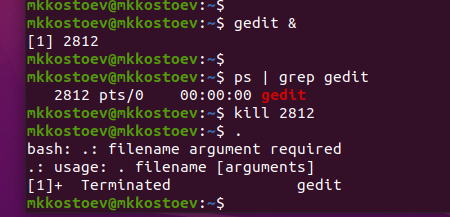 mkkostoev@mkkostoev:~$
mkkostoev@mkkostoev:~$ gedit &
[1] 2812
mkkostoev@mkkostoev:~$
mkkostoev@mkkostoev:~$ ps | grep gedit
   2812 pts/0    00:00:00 gedit
mkkostoev@mkkostoev:~$ kill 2812
mkkostoev@mkkostoev:~$ .
bash: .: filename argument required
.: usage: . filename [arguments]
[1]+  Terminated              gedit
mkkostoev@mkkostoev:~$